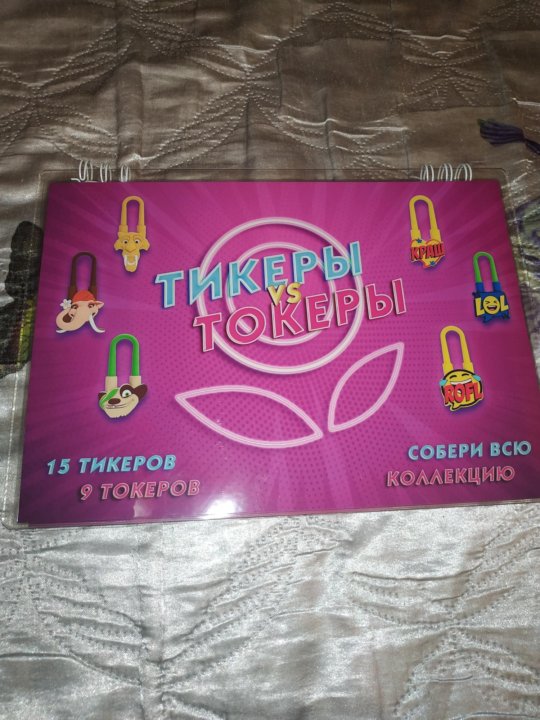 ТИКЕРЫ
VS
ТОКЕРЫ
КРАШ
LOL
ROFL
15 ТИКЕРОВ
9 ТОКЕРОВ
СОБЕРИ ВСЮ
КОЛЛЕКЦИЮ